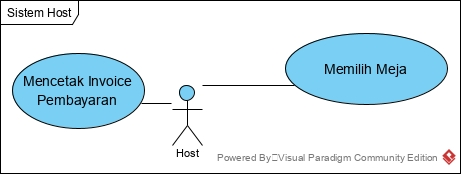 Sistem Host
Mencetak Invoice
Pembayaran
Memilih Meja
Host
Powered By Visual Paradigm Community Edition